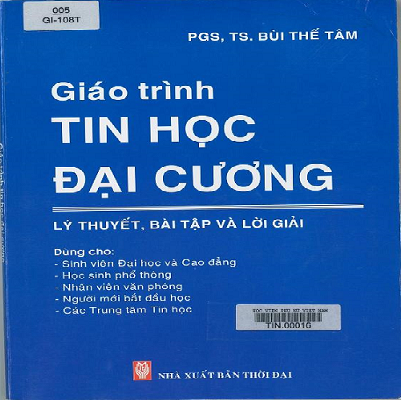 005
GI-108T
PGS, TS. BÙI THẾ TÂM
Giáo trình
TIN HỌC
ĐẠI CƯƠNG
LÝ THUYẾT, BÀI TẬP VÀ LỜI GIẢI
Dùng cho:
- Sinh viên Đại học và Cao đẳng
- Học sinh phổ thông
- Nhân viên văn phòng
- Người mới bắt đầu học
- Các Trung tâm Tin học
TIN.00016
NHÀ XUẤT BẢN THỜI ĐẠI